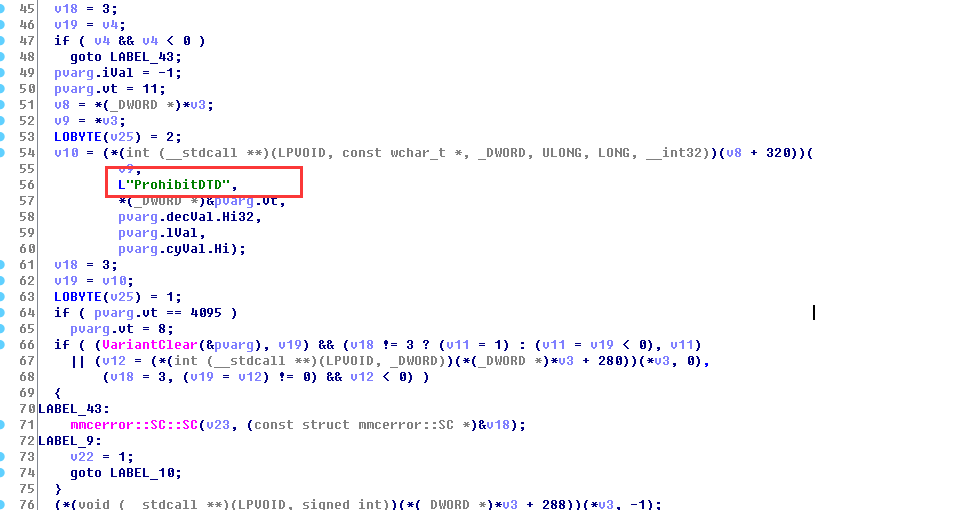 45 v18 = 3;
46 v19 = v4;
47 if ( v4 && v4 < 0 )
48 goto LABEL_43;
49 pvarg.iVal = -1;
50 pvarg.vt = 11;
51 v8 = *(_DWORD *)*v3;
52 v9 = *v3;
53 LOBYTE(v25) = 2;
54 v10 = (*(int (__stdcall **)(LPVOID, const wchar_t *, _DWORD, ULONG, LONG, __int32))(v8 + 320))(
55 v9,
56 L"ProhibitDTD",
57 *(_DWORD *)&pvarg.vt,
58 pvarg.decVal.Hi32,
59 pvarg.lVal,
60 pvarg.cyVal.Hi);
61 v18 = 3;
62 v19 = v10;
63 LOBYTE(v25) = 1;
64 if ( pvarg.vt == 4095 )
65 pvarg.vt = 8;
66 if ( (VariantClear(&pvarg), v19) && (v18 != 3 ? (v11 = 1) : (v11 = v19 < 0), v11)
67 || (v12 = (*(int (__stdcall **)(LPVOID, _DWORD))(*(_DWORD *)*v3 + 280))(*v3, 0),
68 (v18 = 3, (v19 = v12) != 0) && v12 < 0) )
69 {
70 LABEL_43:
71 mmcerror::SC::SC(v23, (const struct mmcerror::SC *)&v18);
72 LABEL_9:
73 v22 = 1;
74 goto LABEL_10;
75 }
76 (*(void (__stdcall **)(LPVOID, signed int))(*(_DWORD *)*v3 + 288))(*v3, -1);